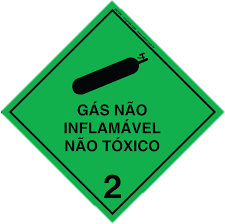 GÁS NÃO
INFLAMÁVEL
NÃO TÓXICO
2